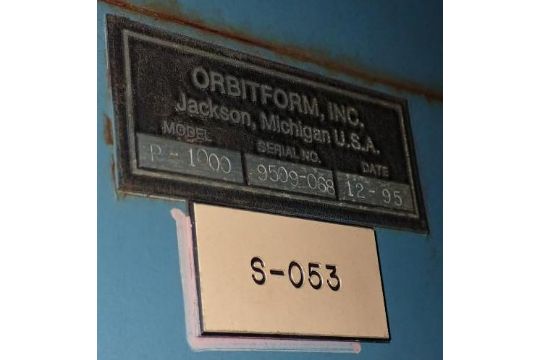 ORBITFORM, INC.
Jackson, Michigan U.S.A.
MODEL SERIAL NO. DATE
P-1000 9509-068 12-95
S-053